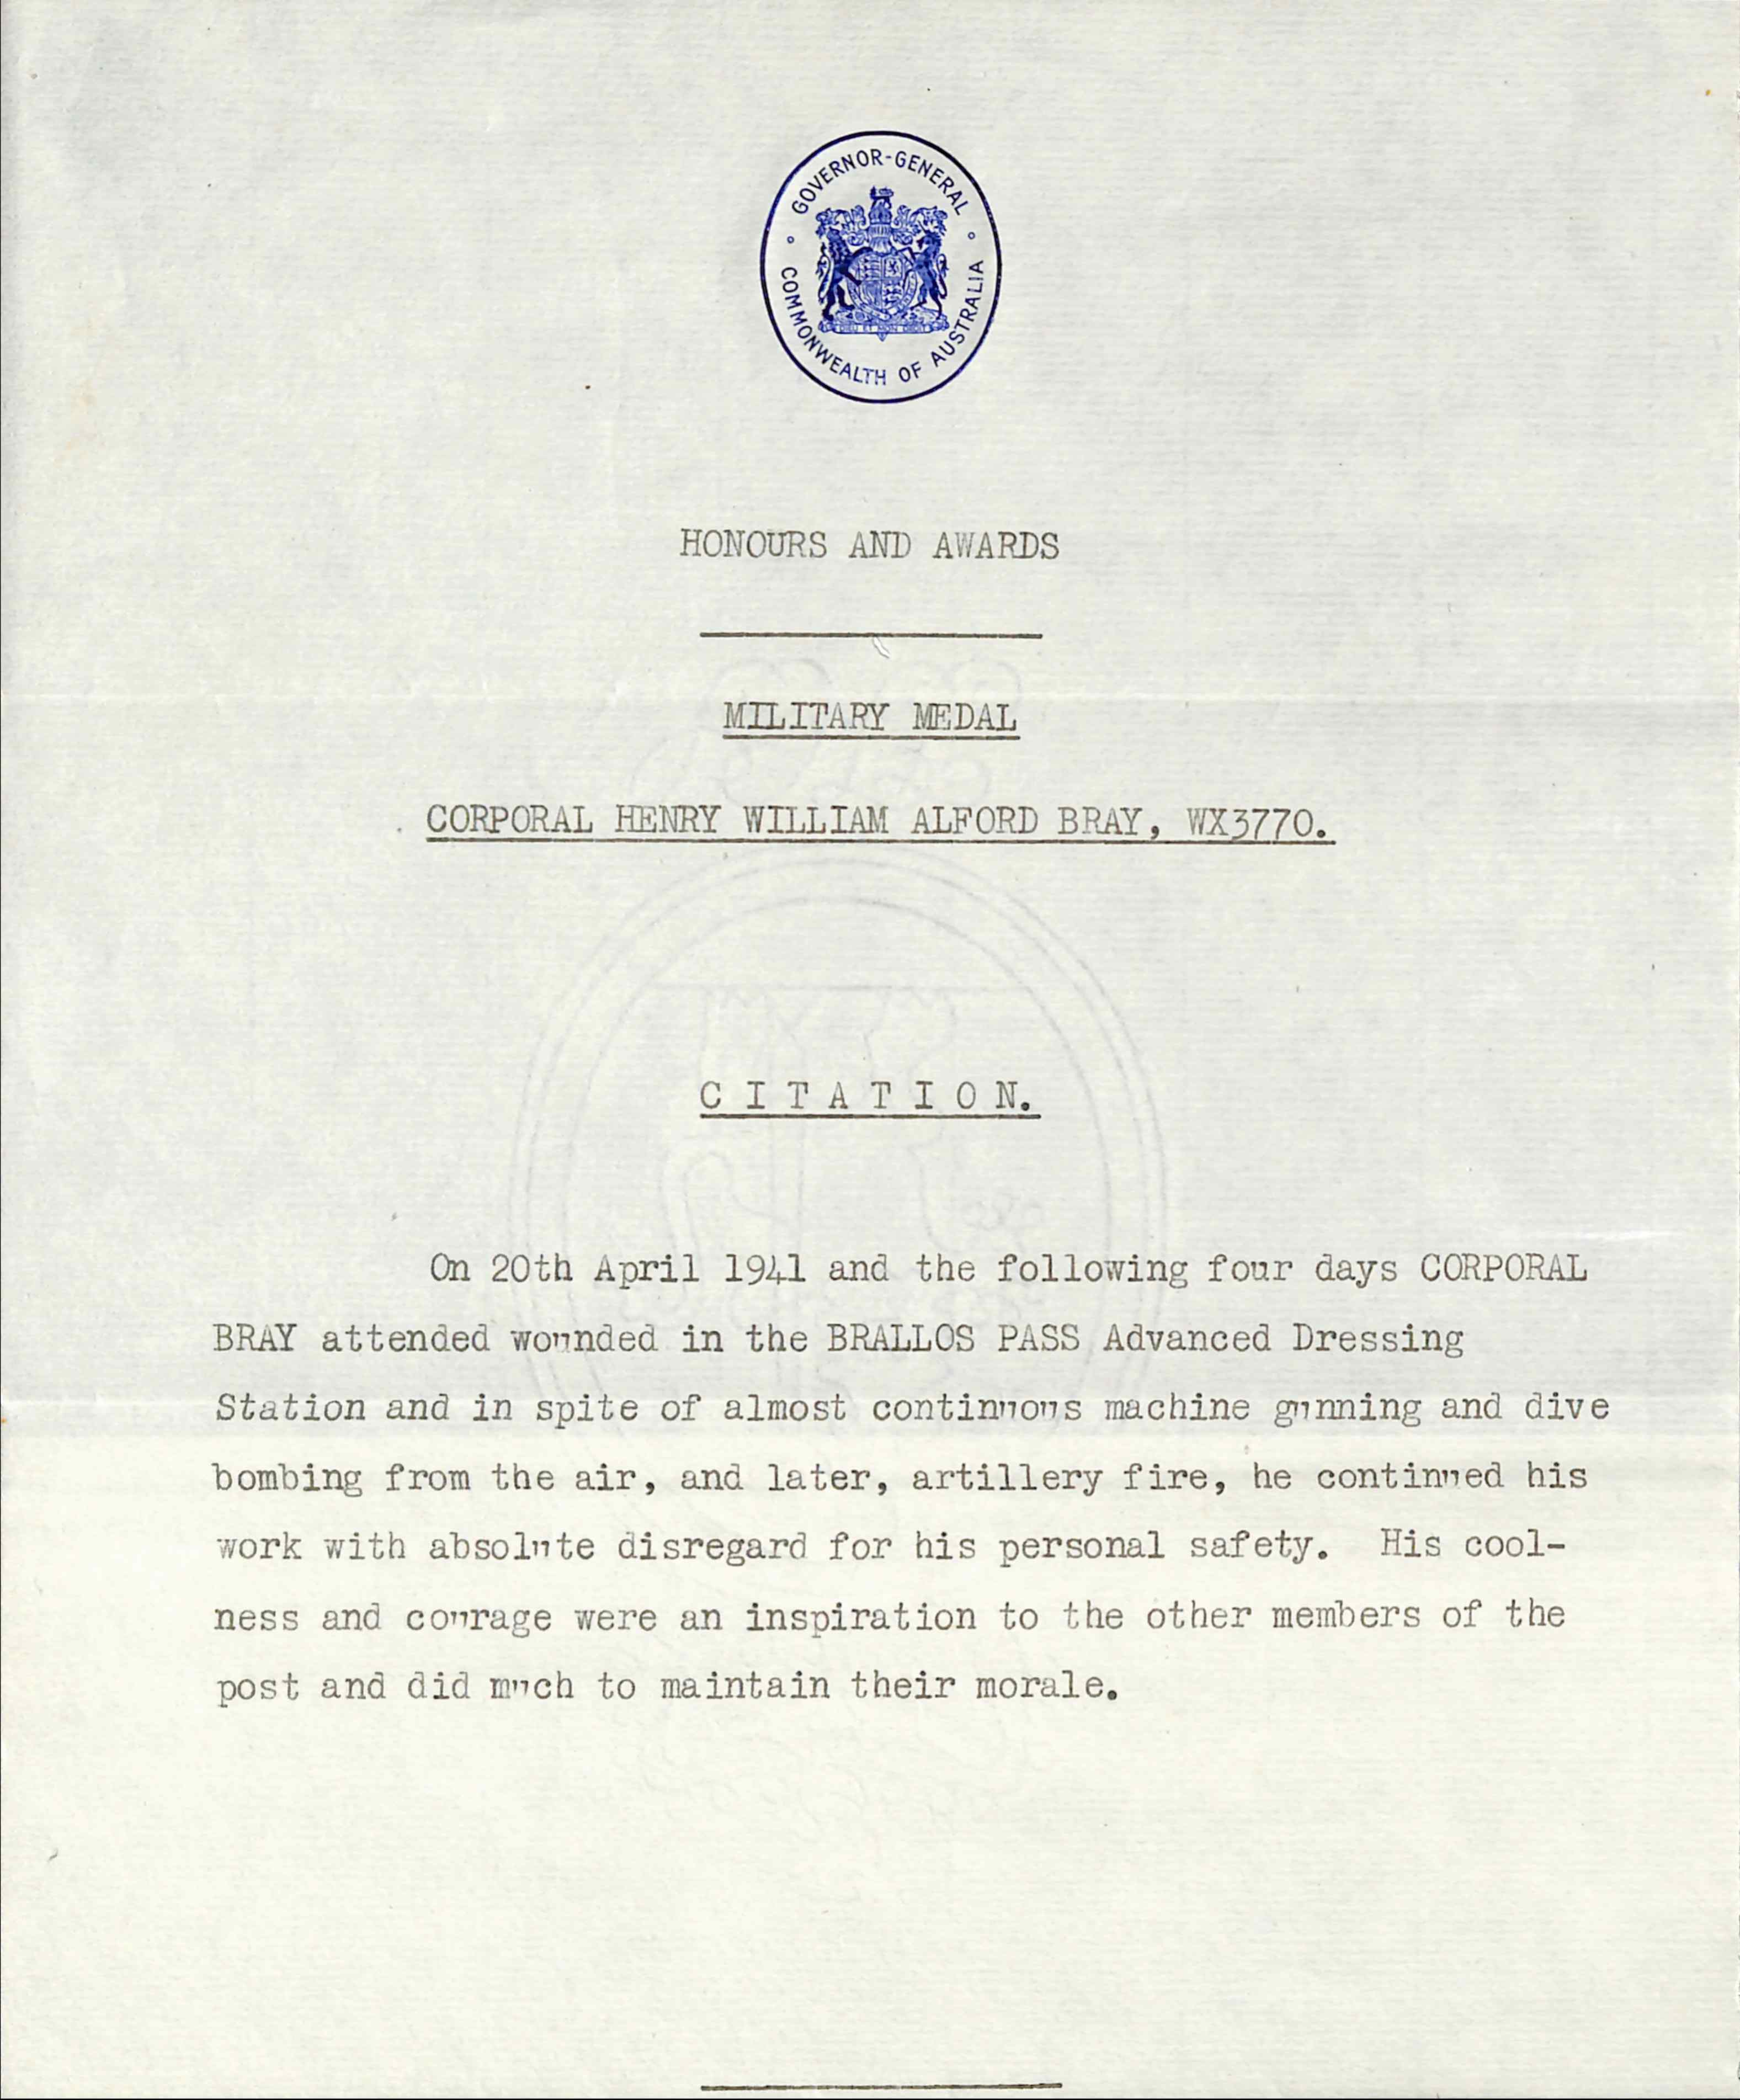 GOVERNOR-GENERAL
COMMONWEALTH OF AUSTRALIA
DIEU ET MON DROIT
HONOURS AND AWARDS
MILITARY MEDAL
CORPORAL HENRY WILLIAM ALFORD BRAY, WX3770.
CITATION.
On 20th April 1941 and the following four days CORPORAL
BRAY attended wounded in the BRALLOS PASS Advanced Dressing
Station and in spite of almost continuous machine gunning and dive
bombing from the air, and later, artillery fire, he continued his
work with absolute disregard for his personal safety. His cool-
ness and courage were an inspiration to the other members of the
post and did much to maintain their morale.